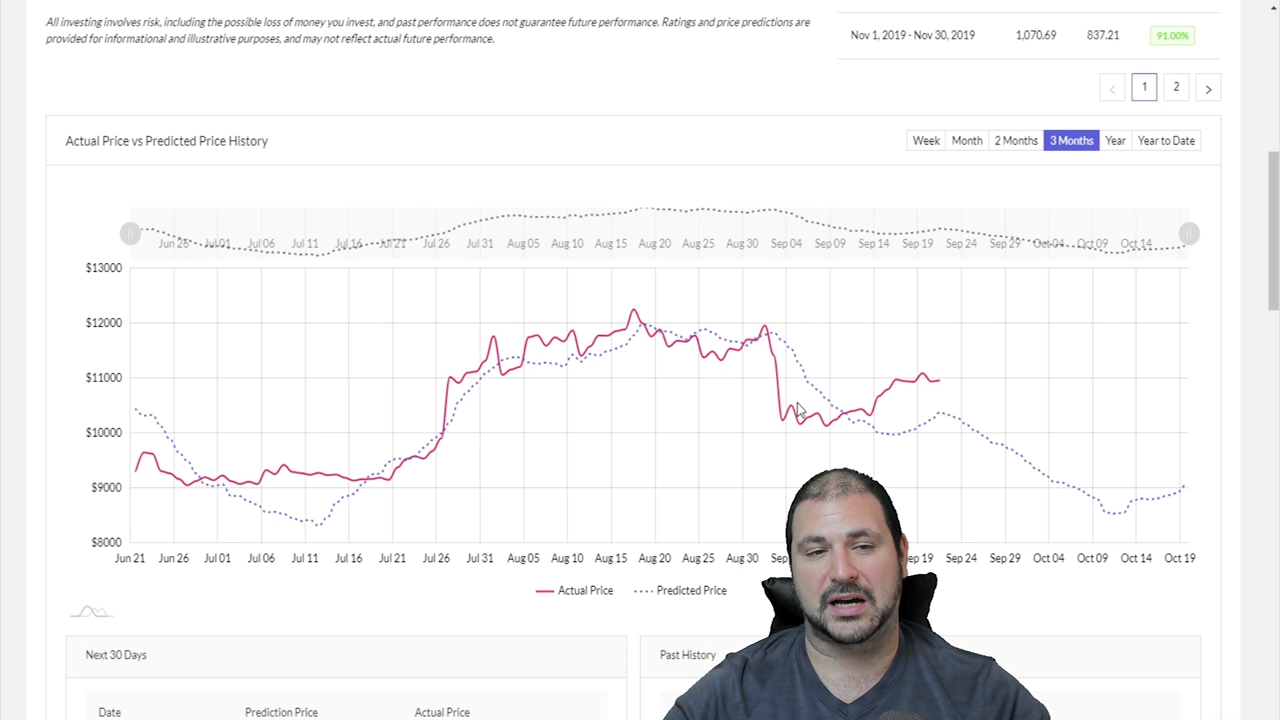 All investing involves risk, including the possible loss of money you invest, and past performance does not guarantee future performance. Ratings and price predictions are
provided for informational and illustrative purposes, and may not reflect actual future performance.
Nov 1, 2019 - Nov 30, 2019 1,070.69 837.21 91.00%
< 1 2 >
Actual Price vs Predicted Price History
Week Month 2 Months 3 Months Year Year to Date
Jun 26 Jul 01 Jul 06 Jul 11 Jul 16 Jul 21 Jul 26 Jul 31 Aug 05 Aug 10 Aug 15 Aug 20 Aug 25 Aug 30 Sep 04 Sep 09 Sep 14 Sep 19 Sep 24 Sep 29 Oct 04 Oct 09 Oct 14
$13000
$12000
$11000
$10000
$9000
$8000
Jun 21 Jun 26 Jul 01 Jul 06 Jul 11 Jul 16 Jul 21 Jul 26 Jul 31 Aug 05 Aug 10 Aug 15 Aug 20 Aug 25 Aug 30 Sep ep 19 Sep 24 Sep 29 Oct 04 Oct 09 Oct 14 Oct 19
Actual Price Predicted Price
Next 30 Days
Past History
Date Prediction Price Actual Price